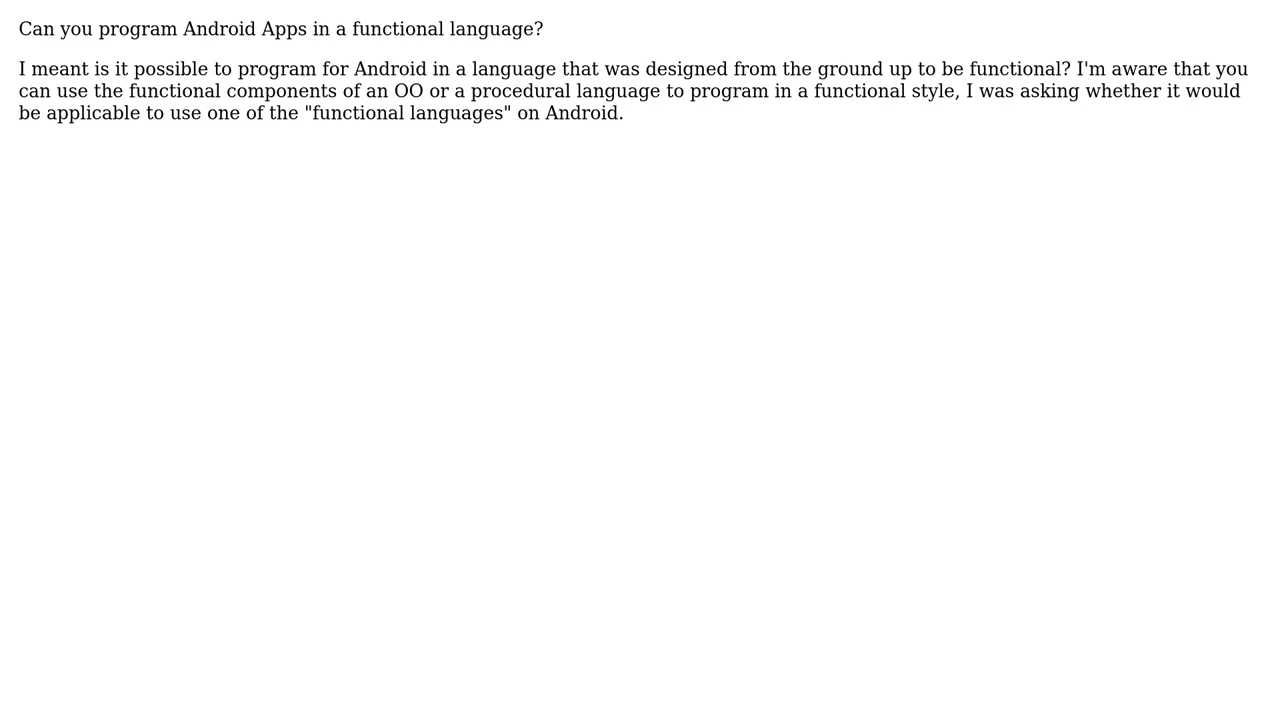 Can you program Android Apps in a functional language?
I meant is it possible to program for Android in a language that was designed from the ground up to be functional? I'm aware that you
can use the functional components of an OO or a procedural language to program in a functional style, I was asking whether it would
be applicable to use one of the "functional languages" on Android.